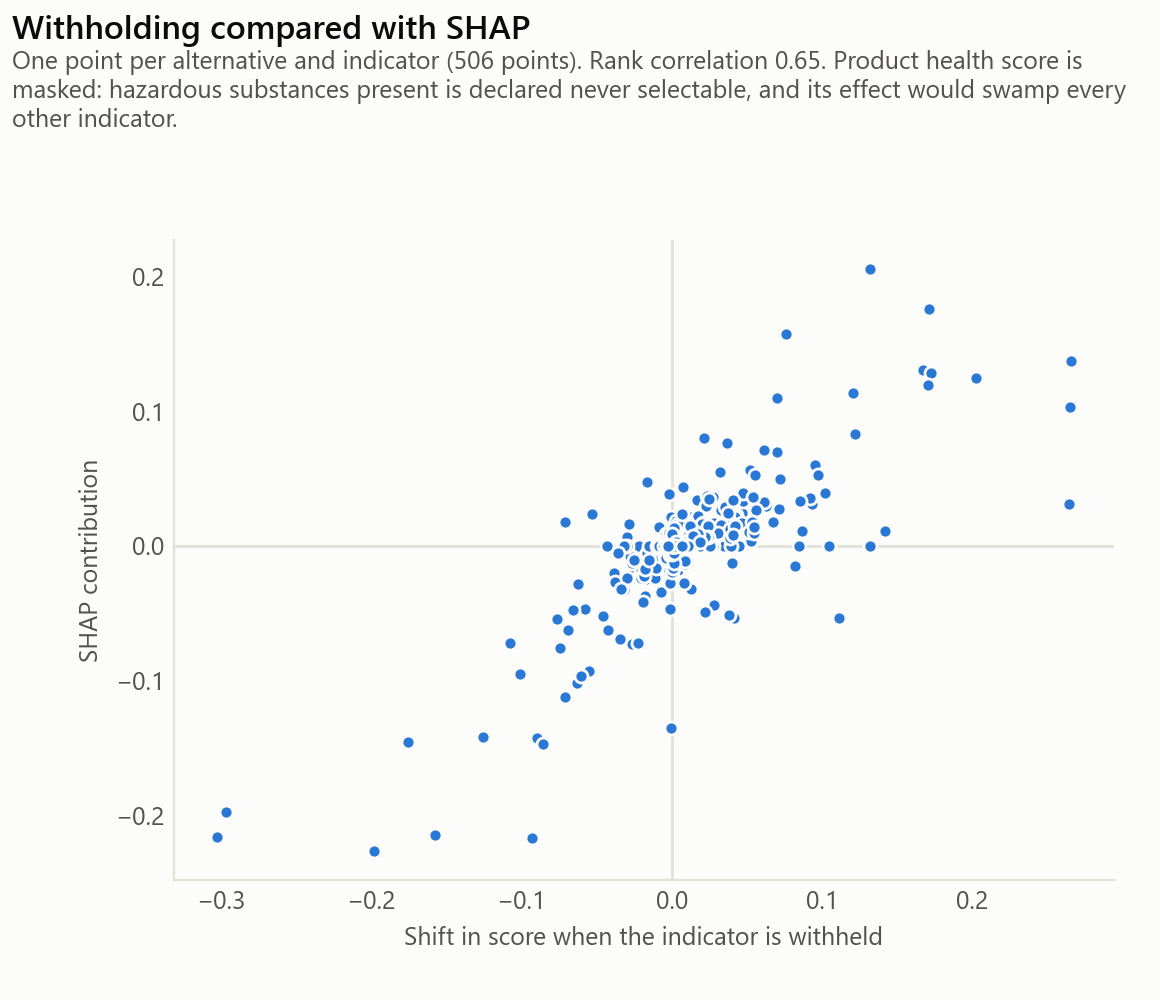 Withholding compared with SHAP
One point per alternative and indicator (506 points). Rank correlation 0.65. Product health score is
masked: hazardous substances present is declared never selectable, and its effect would swamp every
other indicator.
0.2
0.1
0.0
−0.1
−0.2
SHAP contribution
−0.3
−0.2
−0.1
0.0
0.1
0.2
Shift in score when the indicator is withheld